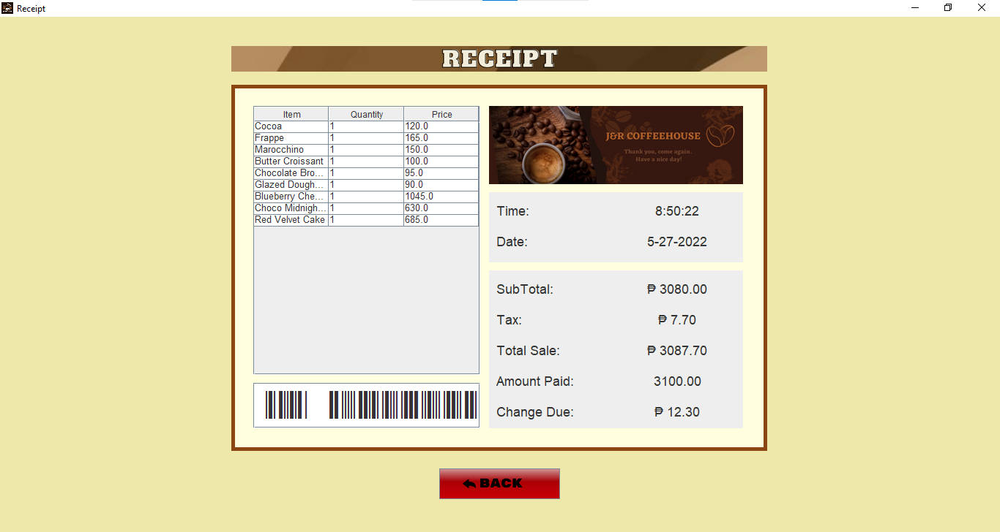 Receipt
RECEIPT
Item Quantity Price
Cocoa 1 120.0
Frappe 1 165.0
Marocchino 1 150.0
Butter Croissant 1 100.0
Chocolate Bro... 1 95.0
Glazed Dough... 1 90.0
Blueberry Che... 1 1045.0
Choco Midnigh... 1 630.0
Red Velvet Cake 1 685.0
J&R COFFEEHOUSE
Thank you, come again.
Have a nice day!
Time: 8:50:22
Date: 5-27-2022
SubTotal: ₱ 3080.00
Tax: ₱ 7.70
Total Sale: ₱ 3087.70
Amount Paid: 3100.00
Change Due: ₱ 12.30
BACK